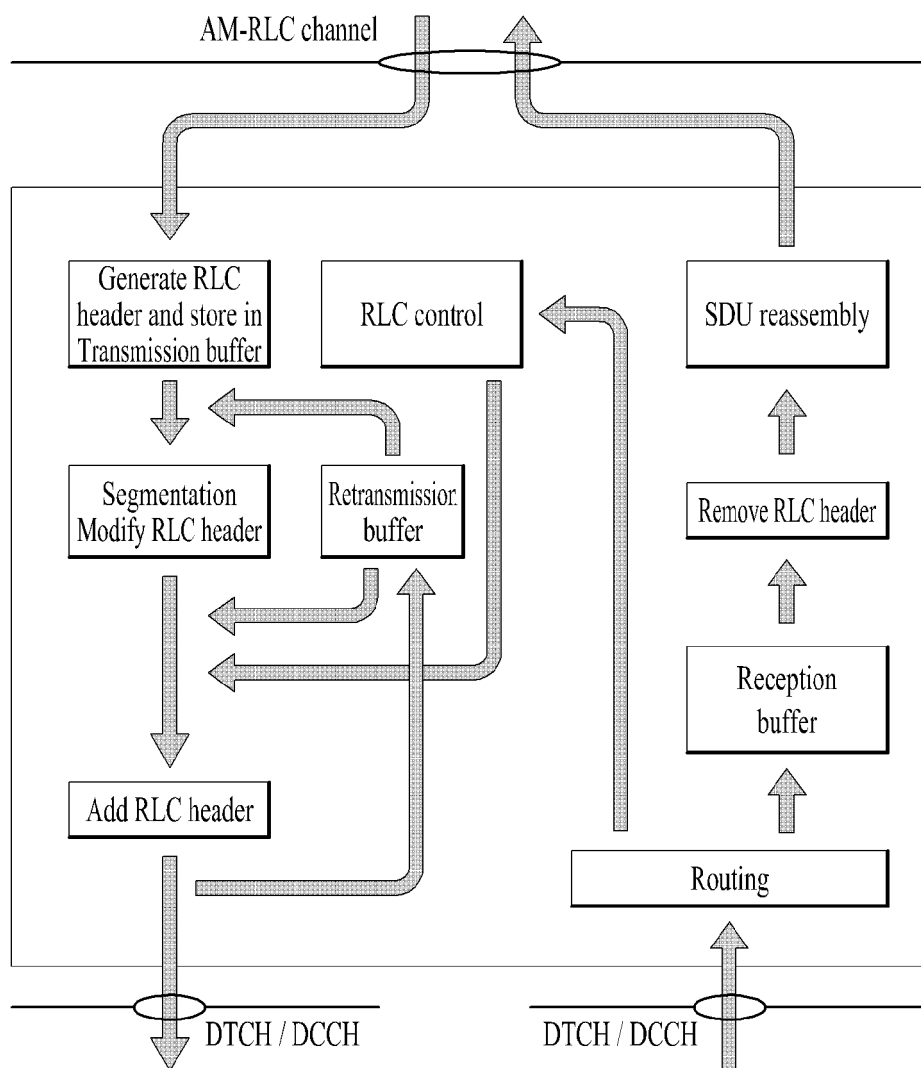 AM-RLC channel
Generate RLC
header and store in
Transmission buffer
RLC control
SDU reassembly
Segmentation
Modify RLC header
Retransmission
buffer
Remove RLC header
Reception
buffer
Add RLC header
Routing
DTCH / DCCH
DTCH / DCCH